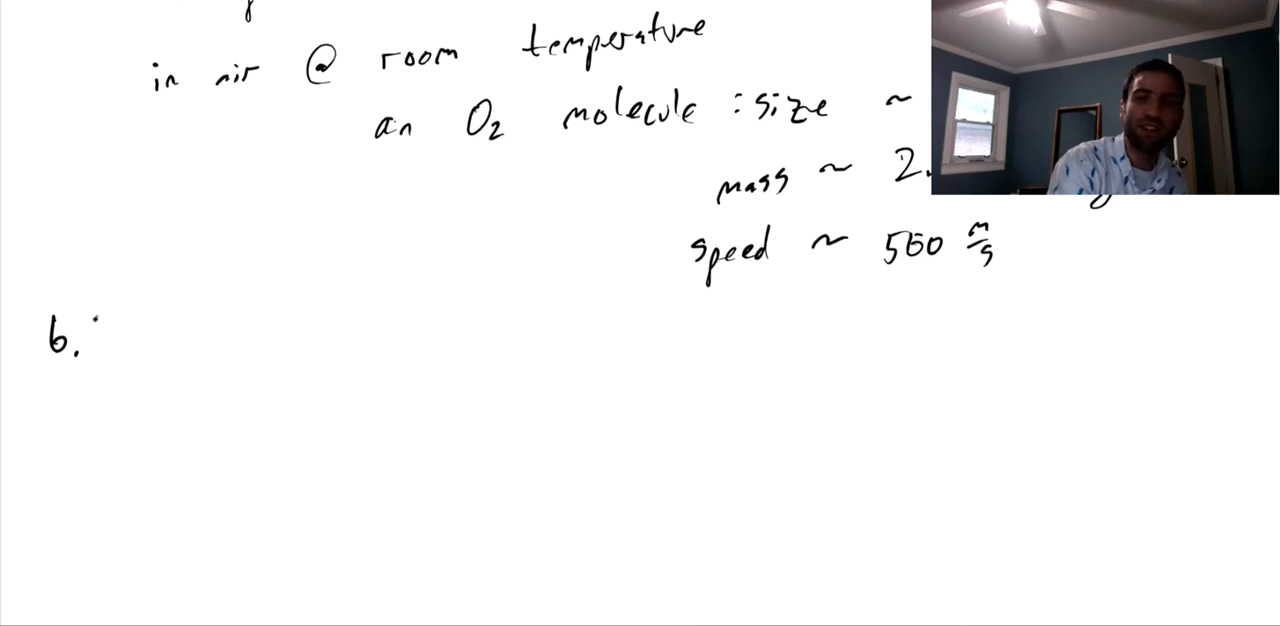 in air @ room temperature
an O₂ molecule : size ~
mass ~ 2.
speed ~ 500 m/s
6.